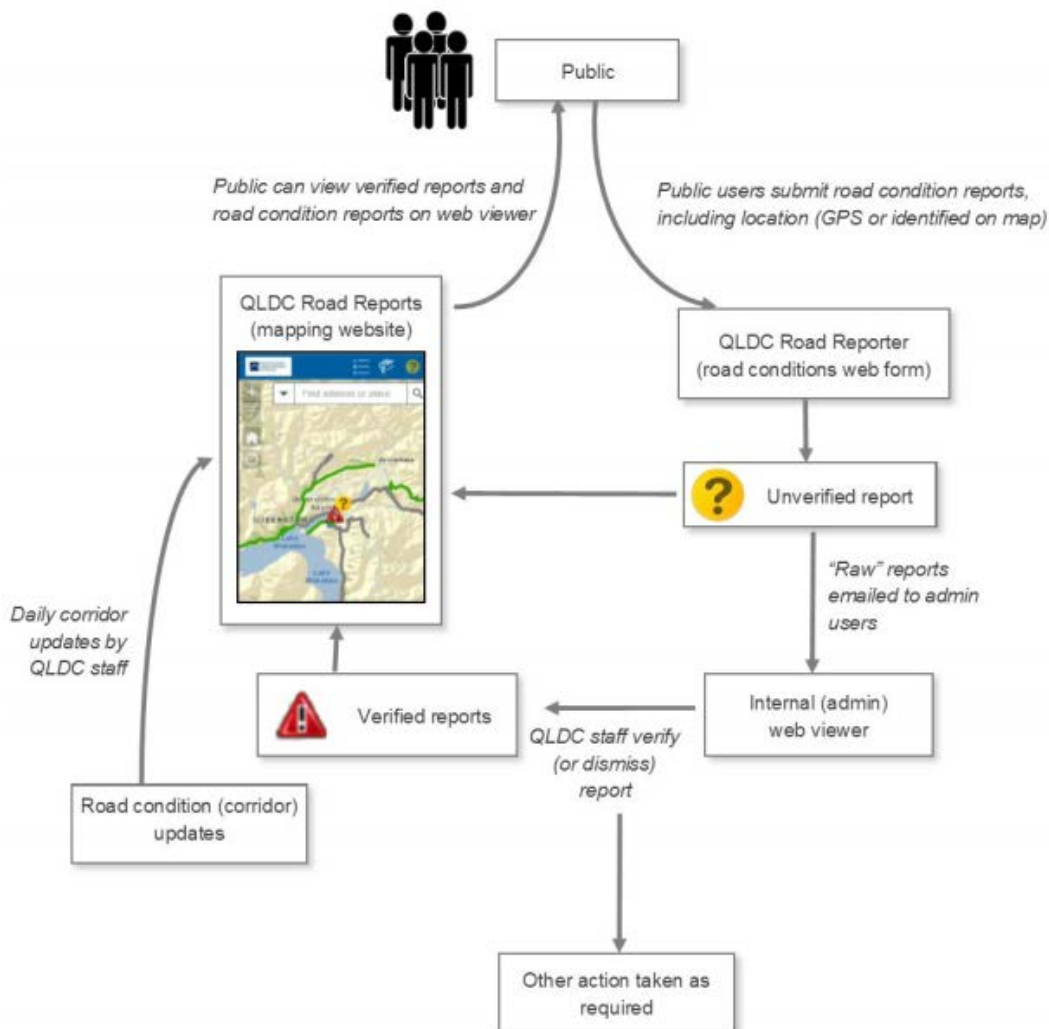 Public
Public can view verified reports and
road condition reports on web viewer
Public users submit road condition reports,
including location (GPS or identified on map)
QLDC Road Reports
(mapping website)
Find address or place
QLDC Road Reporter
(road conditions web form)
?
Unverified report
"Raw" reports
emailed to admin
users
Daily corridor
updates by
QLDC staff
!
Verified reports
Internal (admin)
web viewer
QLDC staff verify
(or dismiss)
report
Road condition (corridor)
updates
Other action taken as
required